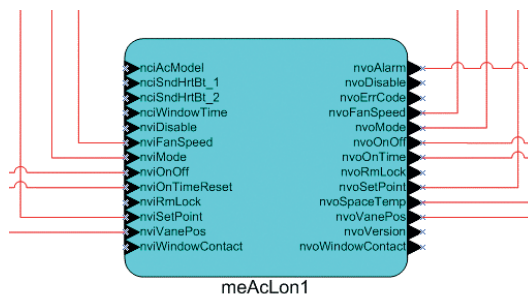 nciAcModel
nciSndHrtBt_1
nciSndHrtBt_2
nciWindowTime
nviDisable
nviFanSpeed
nviMode
nviOnOff
nviOnTimeReset
nviRmLock
nviSetPoint
nviVanePos
nviWindowContact
nvoAlarm
nvoDisable
nvoErrCode
nvoFanSpeed
nvoMode
nvoOnOff
nvoOnTime
nvoRmLock
nvoSetPoint
nvoSpaceTemp
nvoVanePos
nvoVersion
nvoWindowContact
meAcLon1